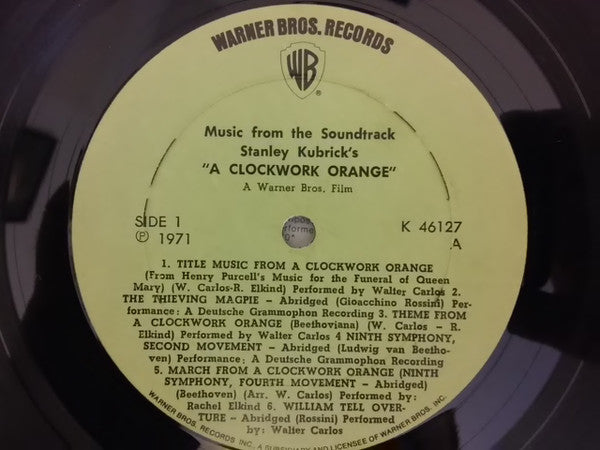 WARNER BROS. RECORDS
WB
®
Music from the Soundtrack
Stanley Kubrick's
"A CLOCKWORK ORANGE"
A Warner Bros. Film
SIDE 1
K 46127
Ⓟ 1971
A
1. TITLE MUSIC FROM A CLOCKWORK ORANGE
(From Henry Purcell's Music for the Funeral of Queen
Mary) (W. Carlos-R. Elkind) Performed by Walter Carlos 2.
THE THIEVING MAGPIE - Abridged (Gioacchino Rossini) Per-
formance: A Deutsche Grammophon Recording 3. THEME FROM
A CLOCKWORK ORANGE (Beethoviana) (W. Carlos - R.
Elkind) Performed by Walter Carlos 4 NINTH SYMPHONY,
SECOND MOVEMENT - Abridged (Ludwig van Beetho-
ven) Performance: A Deutsche Grammophon Recording
5. MARCH FROM A CLOCKWORK ORANGE (NINTH
SYMPHONY, FOURTH MOVEMENT - Abridged)
(Beethoven) (Arr. W. Carlos) Performed by:
Rachel Elkind 6. WILLIAM TELL OVER-
TURE - Abridged (Rossini) Performed
by: Walter Carlos
WARNER BROS. RECORDS INC. A SUBSIDIARY AND LICENSEE OF WARNER BROS. INC.